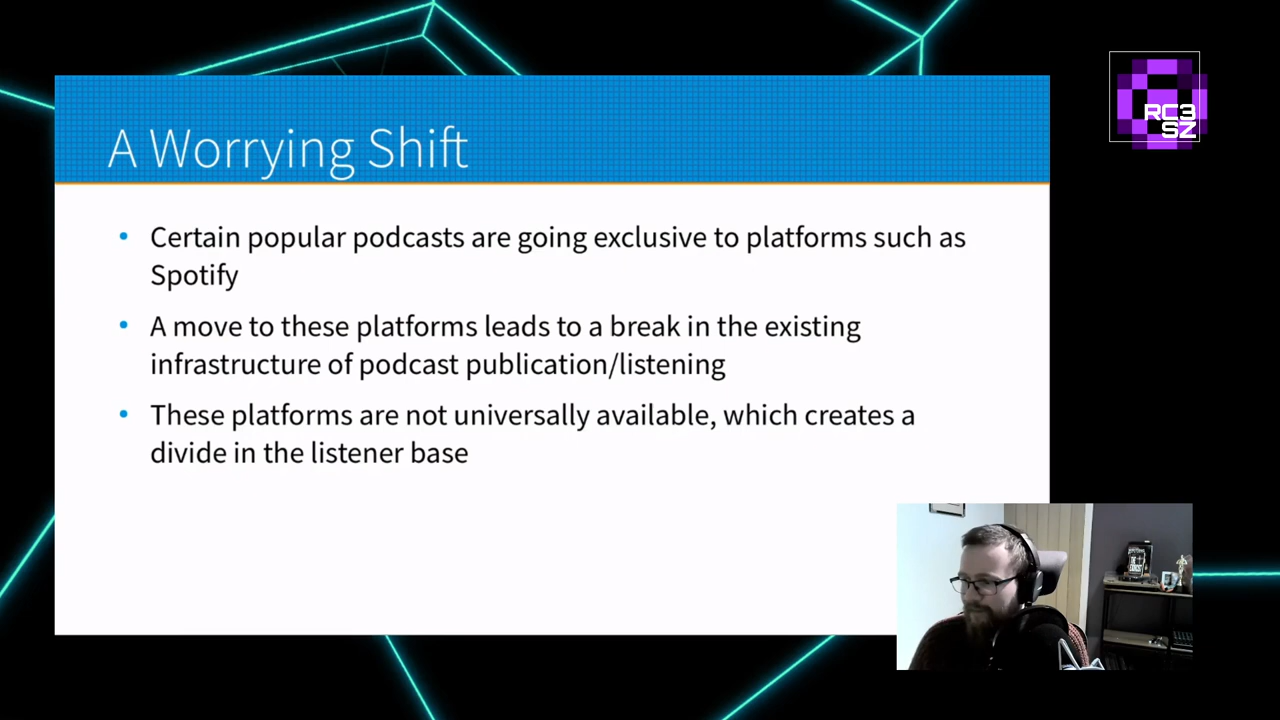 A Worrying Shift
RC3
SZ
• Certain popular podcasts are going exclusive to platforms such as
Spotify
• A move to these platforms leads to a break in the existing
infrastructure of podcast publication/listening
• These platforms are not universally available, which creates a
divide in the listener base